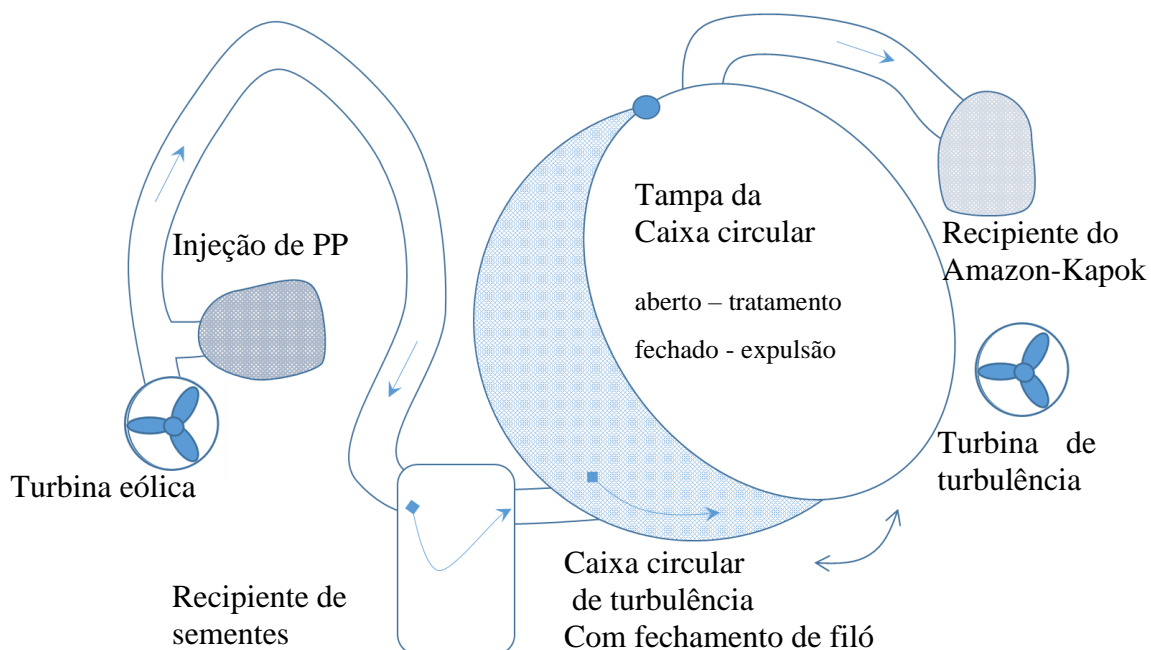 Injeção de PP
Turbina eólica
Recipiente de
sementes
Tampa da
Caixa circular
aberto – tratamento
fechado - expulsão
Recipiente do
Amazon-Kapok
Turbina de
turbulência
Caixa circular
de turbulência
Com fechamento de filó